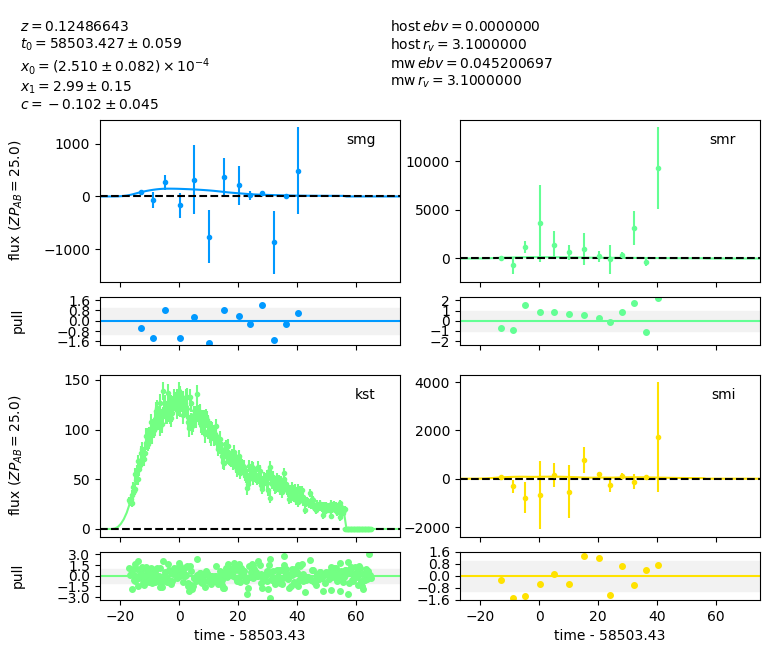 z = 0.12486643
t₀ = 58503.427 ± 0.059
x₀ = (2.510 ± 0.082) × 10⁻⁴
x₁ = 2.99 ± 0.15
c = −0.102 ± 0.045
host ebv = 0.0000000
host r_v = 3.1000000
mw ebv = 0.045200697
mw r_v = 3.1000000
flux (ZP_AB = 25.0)
1000
0
−1000
smg
10000
5000
0
smr
pull
1.6
0.8
0.0
−0.8
−1.6
2
1
0
−1
−2
flux (ZP_AB = 25.0)
150
100
50
0
kst
4000
2000
0
−2000
smi
pull
3.0
1.5
0.0
−1.5
−3.0
−20 0 20 40 60
time - 58503.43
1.6
0.8
0.0
−0.8
−1.6
−20 0 20 40 60
time - 58503.43